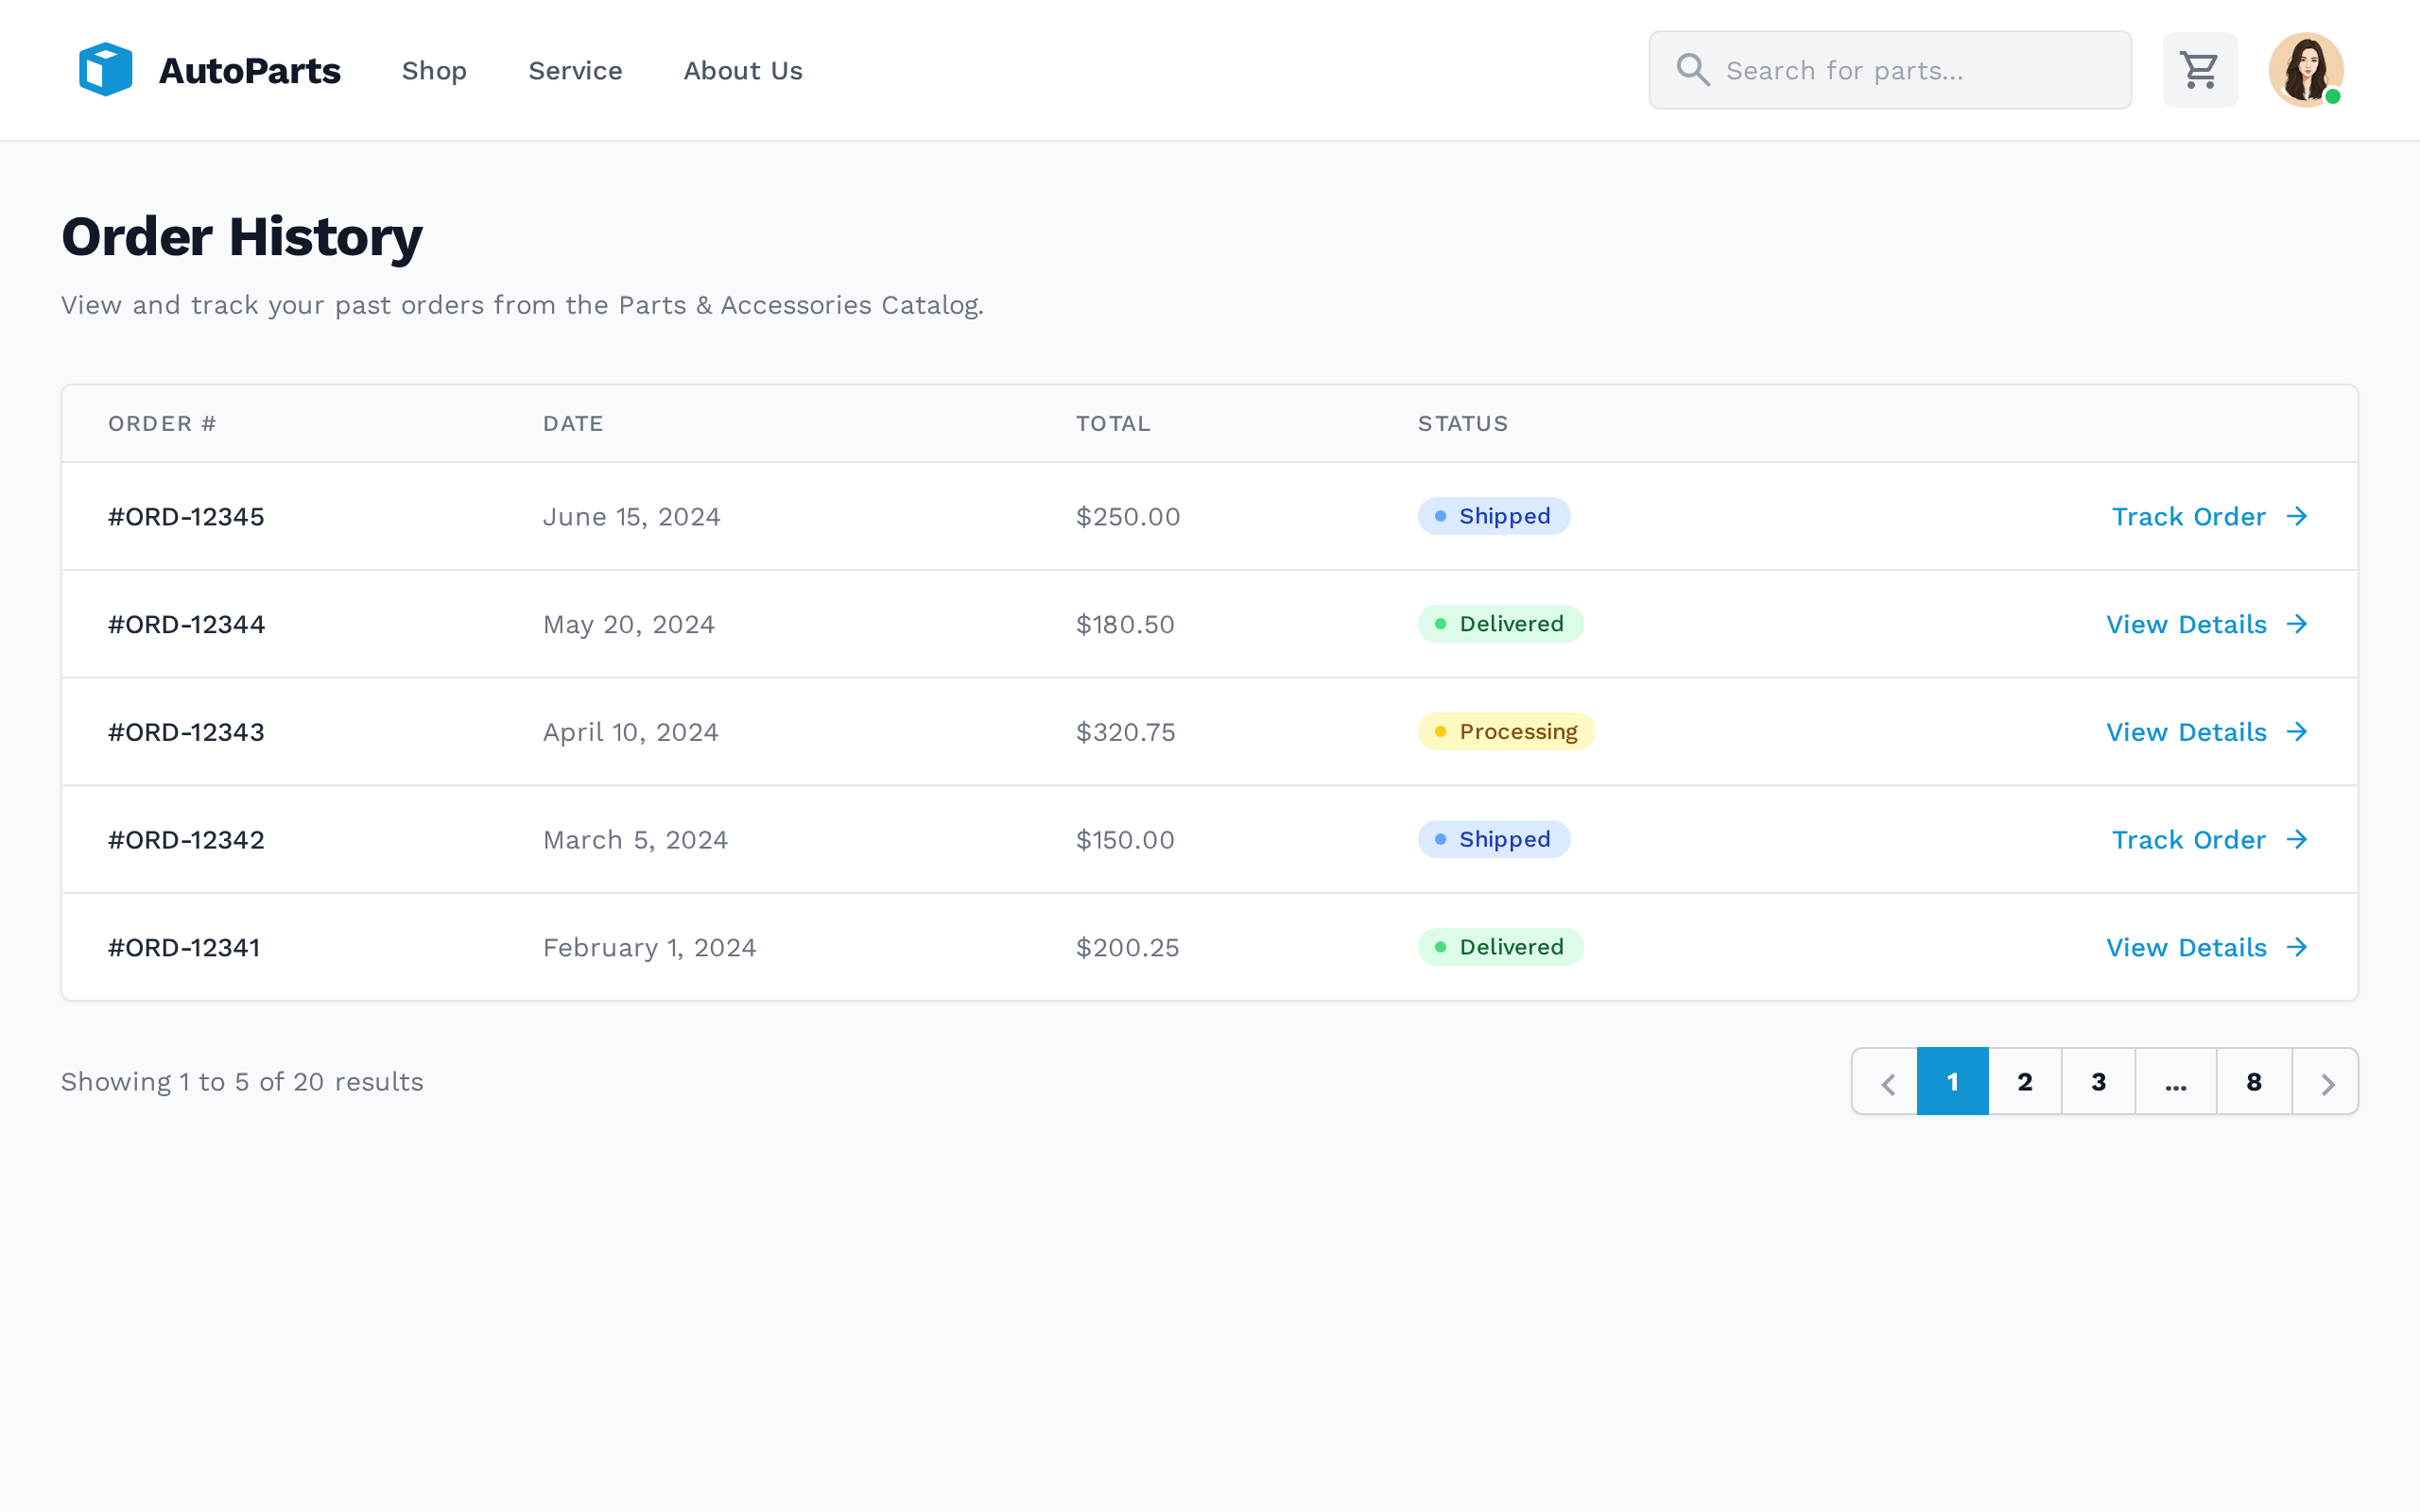 AutoParts Shop Service About Us Search for parts...
Order History
View and track your past orders from the Parts & Accessories Catalog.
ORDER # DATE TOTAL STATUS
#ORD-12345 June 15, 2024 $250.00 Shipped Track Order
#ORD-12344 May 20, 2024 $180.50 Delivered View Details
#ORD-12343 April 10, 2024 $320.75 Processing View Details
#ORD-12342 March 5, 2024 $150.00 Shipped Track Order
#ORD-12341 February 1, 2024 $200.25 Delivered View Details
Showing 1 to 5 of 20 results 1 2 3 ... 8